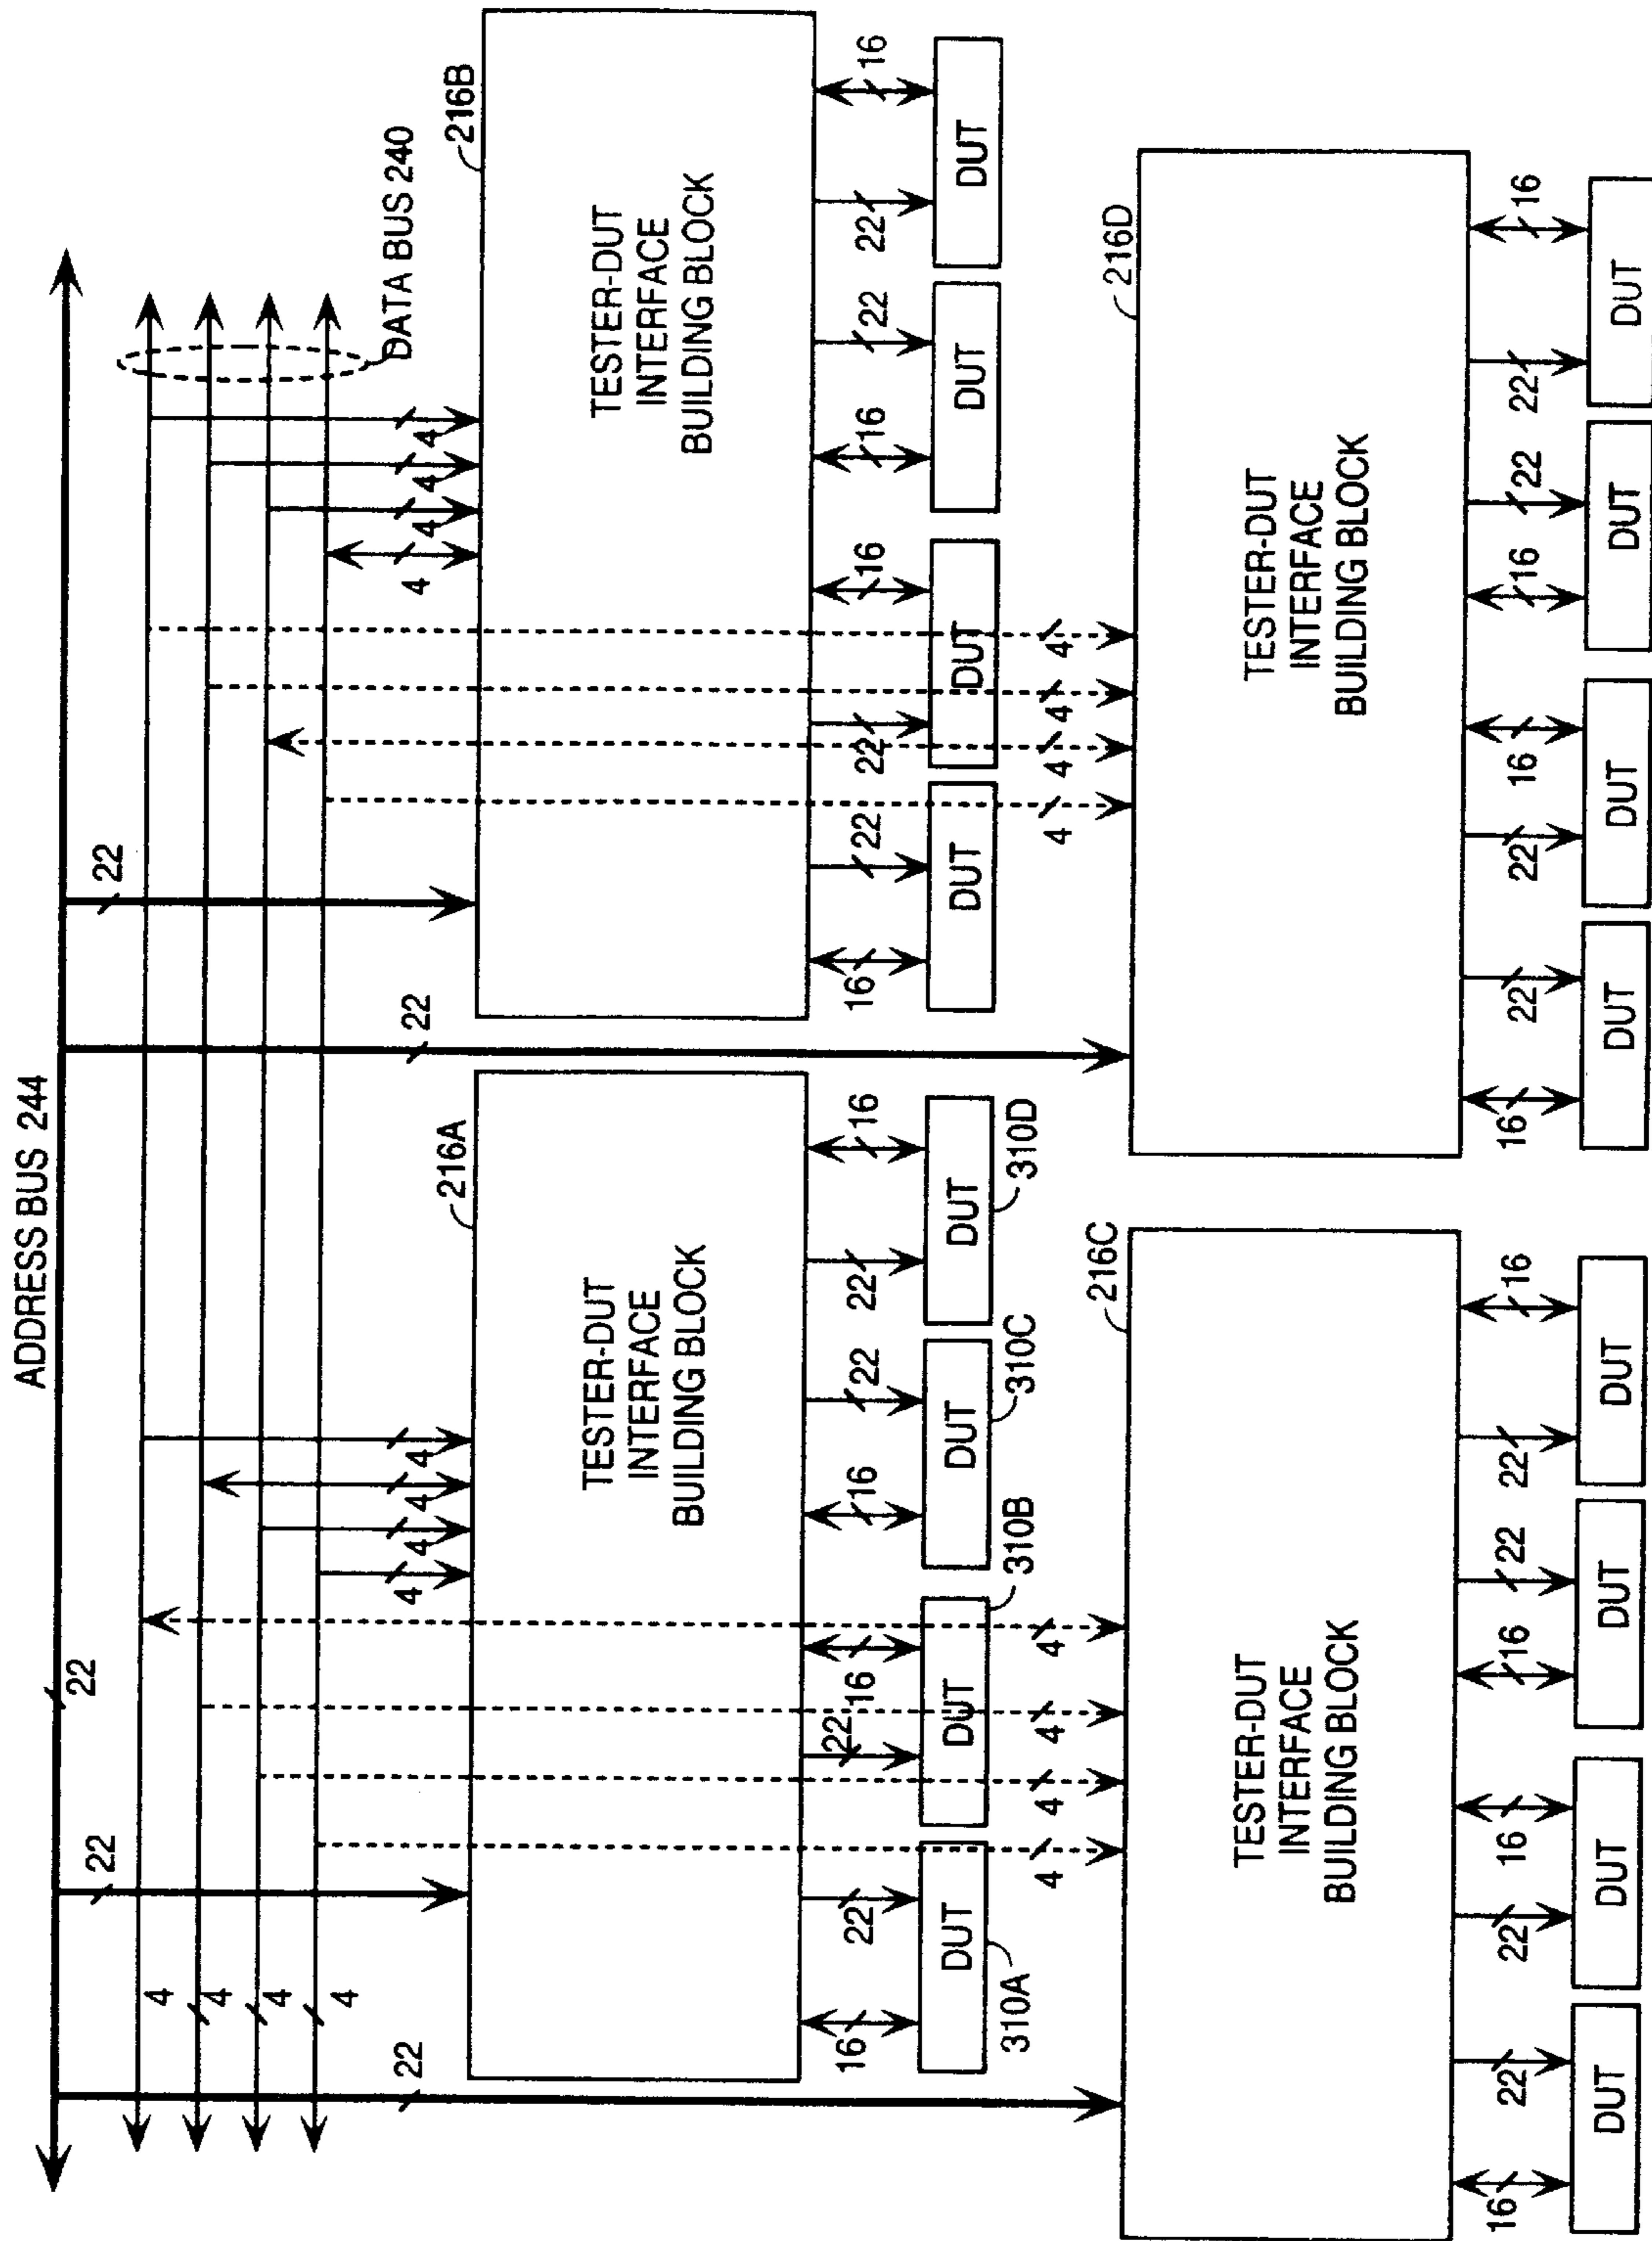 ADDRESS BUS 244
22
22
22
4
4
4
4
DATA BUS 240
22
22
4
4
4
4
4
4
4
4
216A
216B
TESTER-DUT
INTERFACE
BUILDING BLOCK
TESTER-DUT
INTERFACE
BUILDING BLOCK
16
22
22
16
16
22
22
16
16
22
22
16
16
22
22
16
DUT
DUT
DUT
DUT
DUT
DUT
DUT
DUT
310A
310B
310C
310D
4
4
4
4
4
4
4
4
216C
216D
TESTER-DUT
INTERFACE
BUILDING BLOCK
TESTER-DUT
INTERFACE
BUILDING BLOCK
16
22
22
16
16
22
22
16
16
22
22
16
16
22
22
16
DUT
DUT
DUT
DUT
DUT
DUT
DUT
DUT